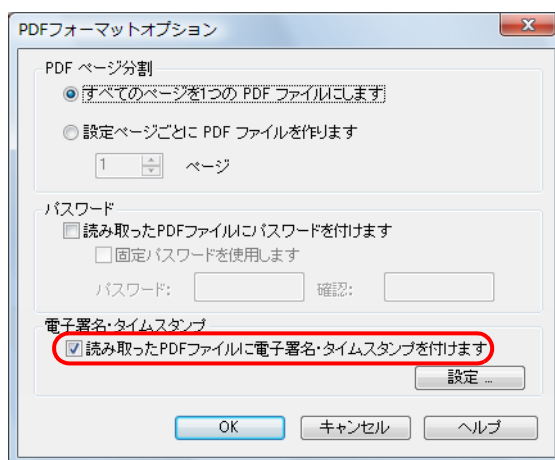 PDFフォーマットオプション
PDF ページ分割
すべてのページを1つの PDF ファイルにします
設定ページごとに PDF ファイルを作ります
1 ページ
パスワード
読み取ったPDFファイルにパスワードを付けます
固定パスワードを使用します
パスワード: 確認:
電子署名・タイムスタンプ
読み取ったPDFファイルに電子署名・タイムスタンプを付けます
設定 ...
OK キャンセル ヘルプ